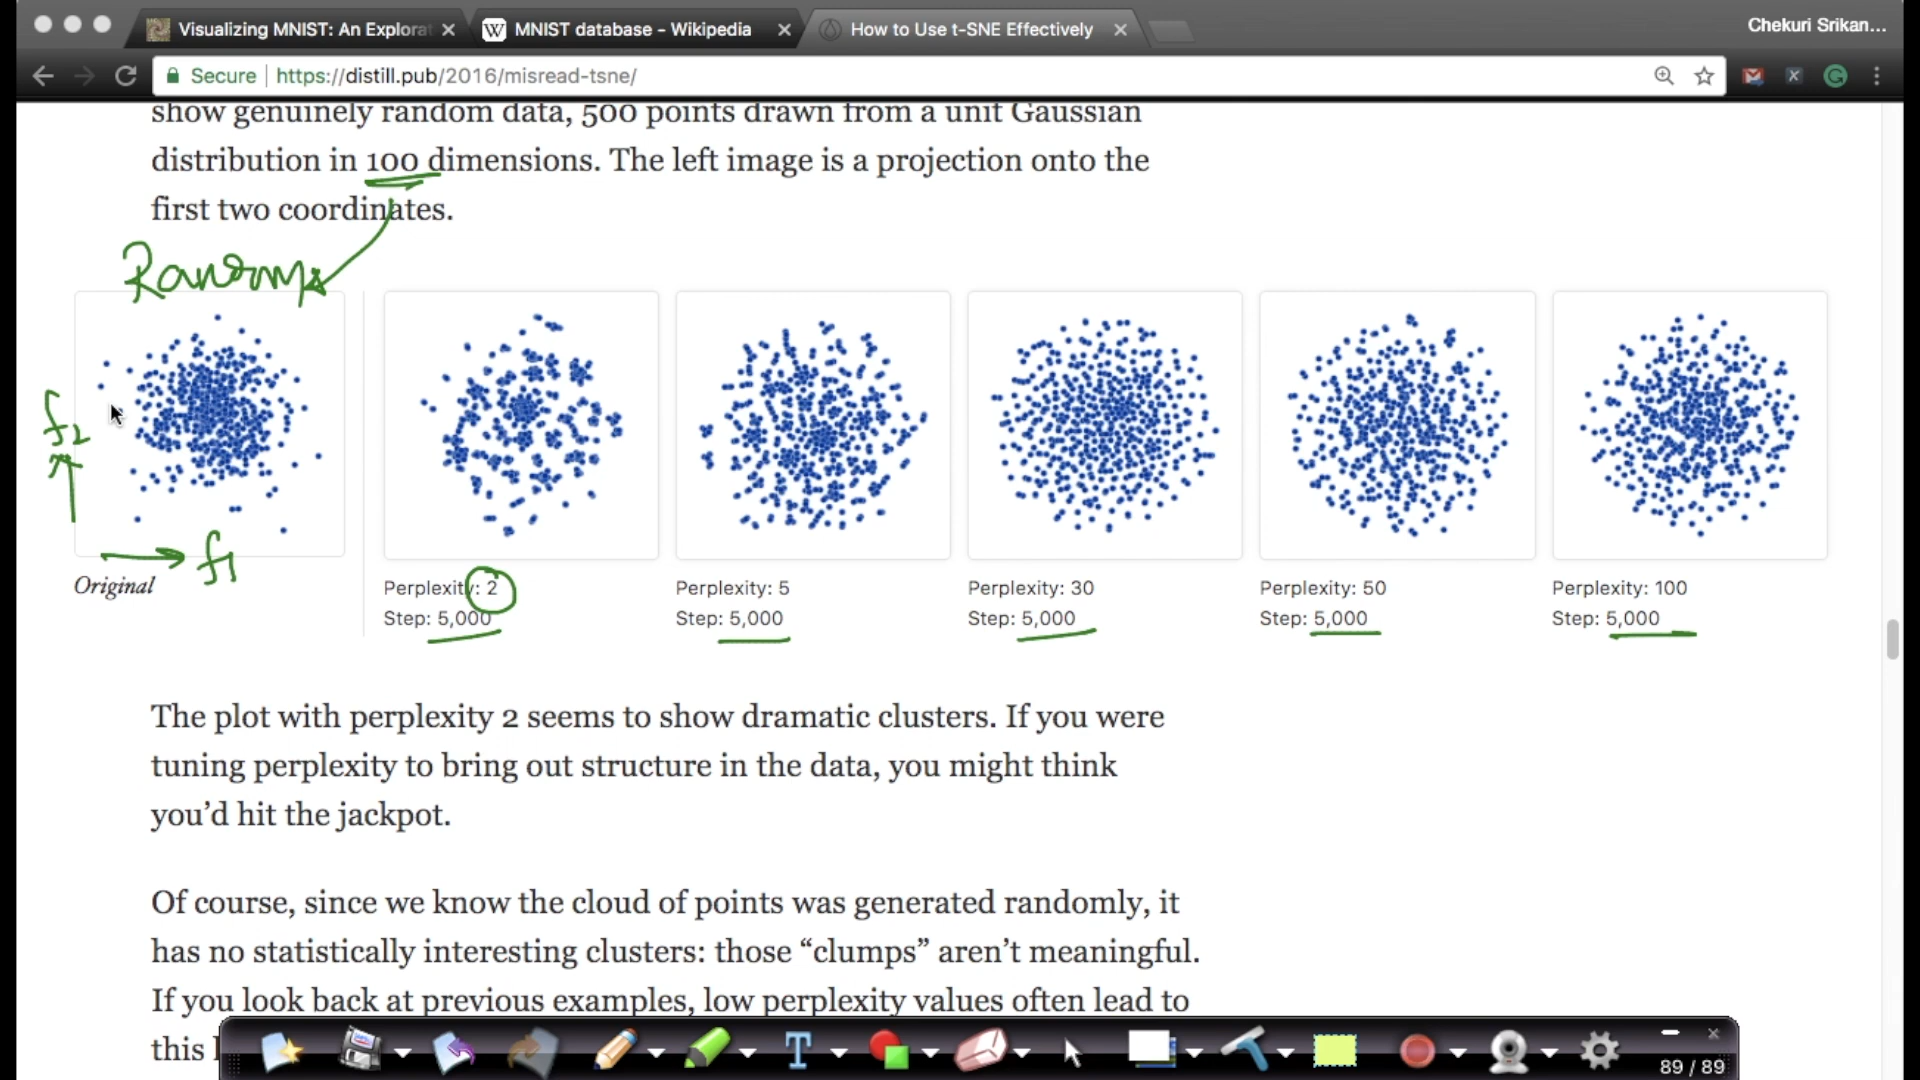 Chekuri Srikan...
Visualizing MNIST: An Explorat
MNIST database - Wikipedia
How to Use t-SNE Effectively
Secure https://distill.pub/2016/misread-tsne/
show genuinely random data, 500 points drawn from a unit Gaussian
distribution in 100 dimensions. The left image is a projection onto the
first two coordinates.
Random
f2
f1
Original
Perplexity: 2
Step: 5,000
Perplexity: 5
Step: 5,000
Perplexity: 30
Step: 5,000
Perplexity: 50
Step: 5,000
Perplexity: 100
Step: 5,000
The plot with perplexity 2 seems to show dramatic clusters. If you were
tuning perplexity to bring out structure in the data, you might think
you’d hit the jackpot.
Of course, since we know the cloud of points was generated randomly, it
has no statistically interesting clusters: those “clumps” aren’t meaningful.
If you look back at previous examples, low perplexity values often lead to
this
89 / 89